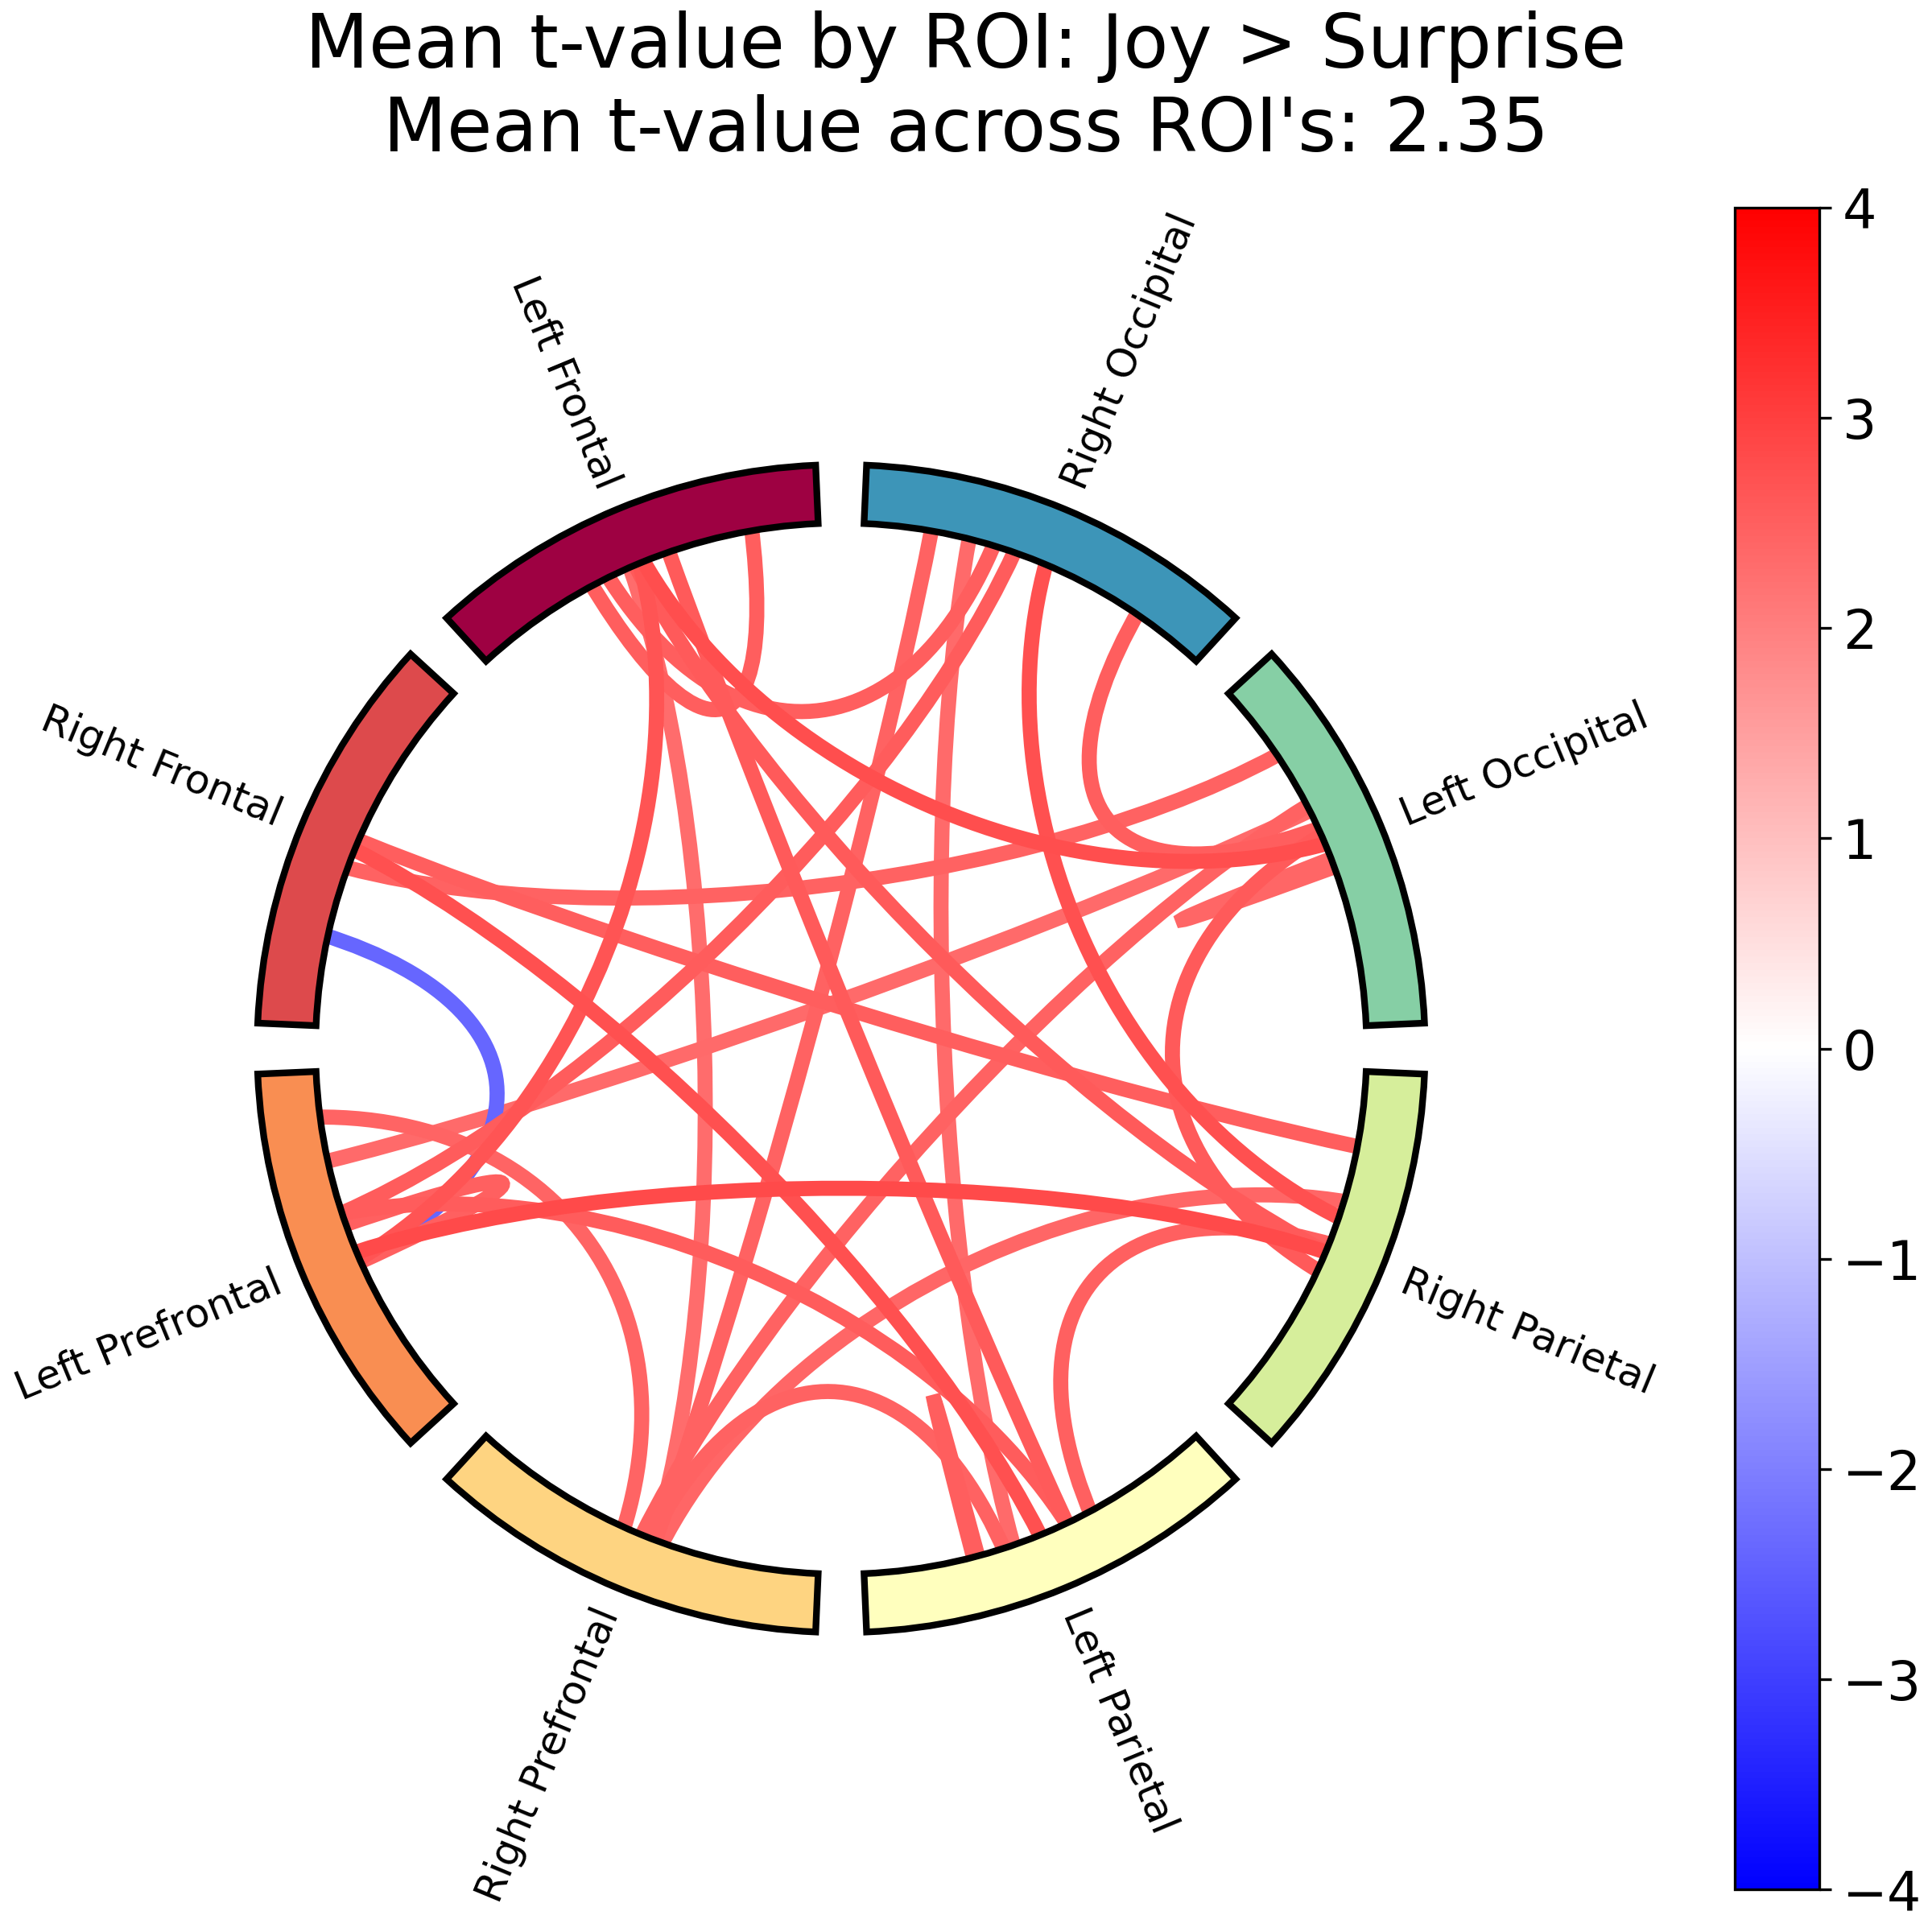 Mean t-value by ROI: Joy > Surprise
Mean t-value across ROI's: 2.35
Left Frontal
Right Occipital
Right Frontal
Left Occipital
Left Prefrontal
Right Parietal
Right Prefrontal
Left Parietal
4
3
2
1
0
−1
−2
−3
−4